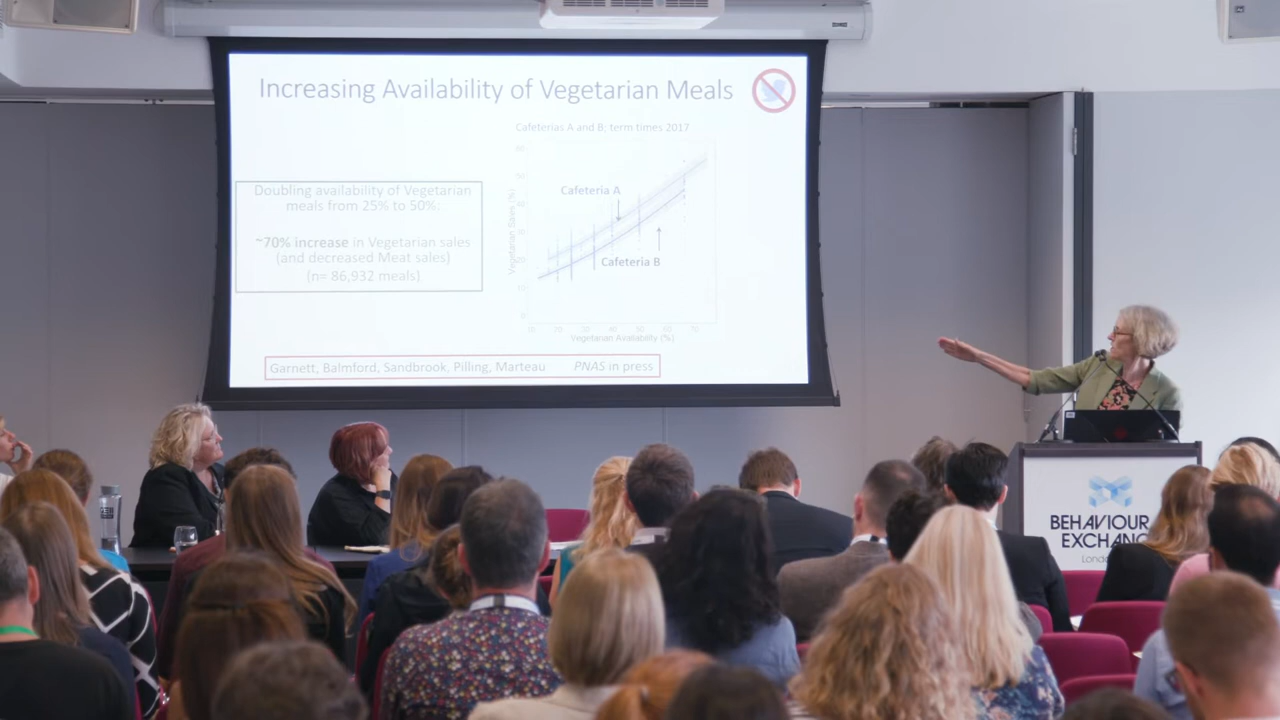 Increasing Availability of Vegetarian Meals
Cafeterias A and B; term times 2017
Doubling availability of Vegetarian
meals from 25% to 50%:
~70% increase in Vegetarian sales
(and decreased Meat sales)
(n= 86,932 meals)
Cafeteria A
Cafeteria B
Vegetarian Sales (%)
Vegetarian Availability (%)
Garnett, Balmford, Sandbrook, Pilling, Marteau PNAS in press
BEHAVIOUR
EXCHANG
Lond